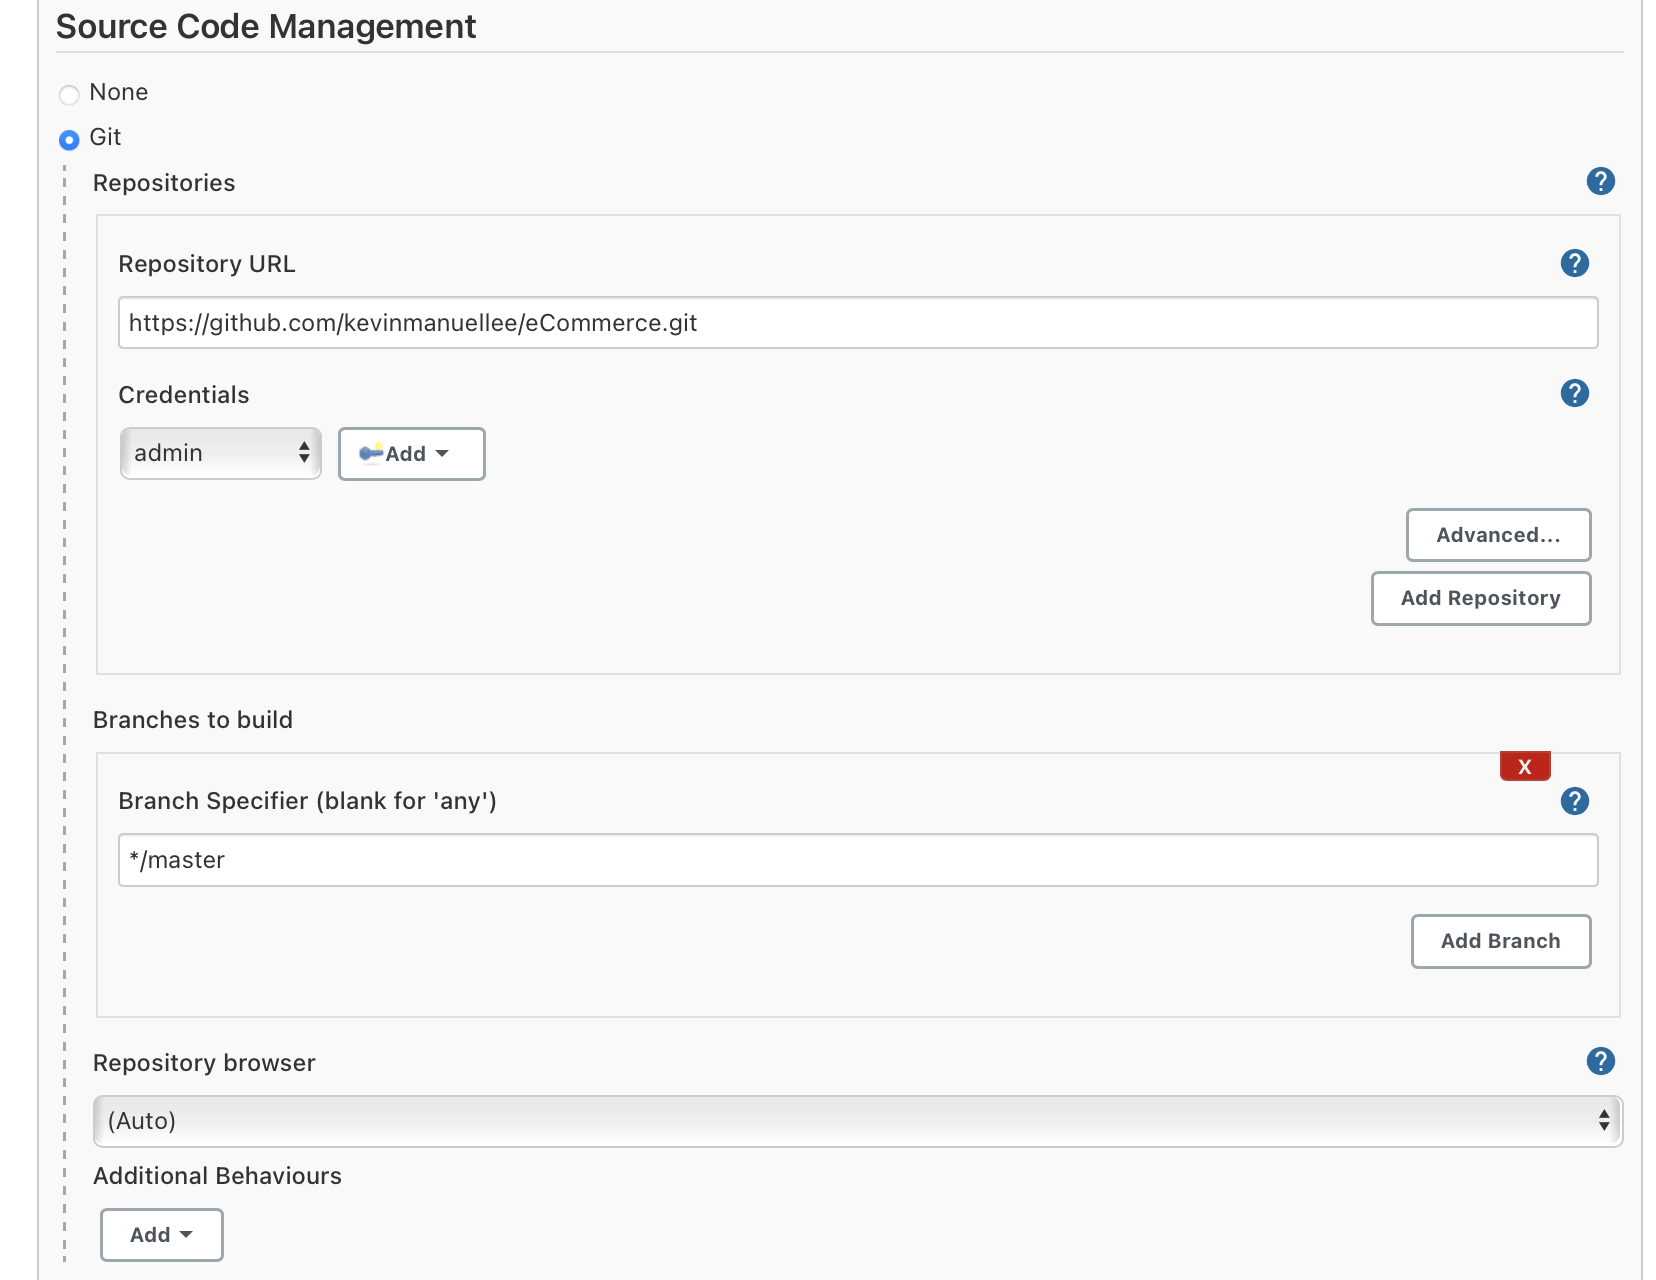 Source Code Management
None
Git
Repositories
?
Repository URL
?
https://github.com/kevinmanuellee/eCommerce.git
Credentials
?
admin
Add
Advanced...
Add Repository
Branches to build
X
Branch Specifier (blank for 'any')
?
*/master
Add Branch
Repository browser
?
(Auto)
Additional Behaviours
Add